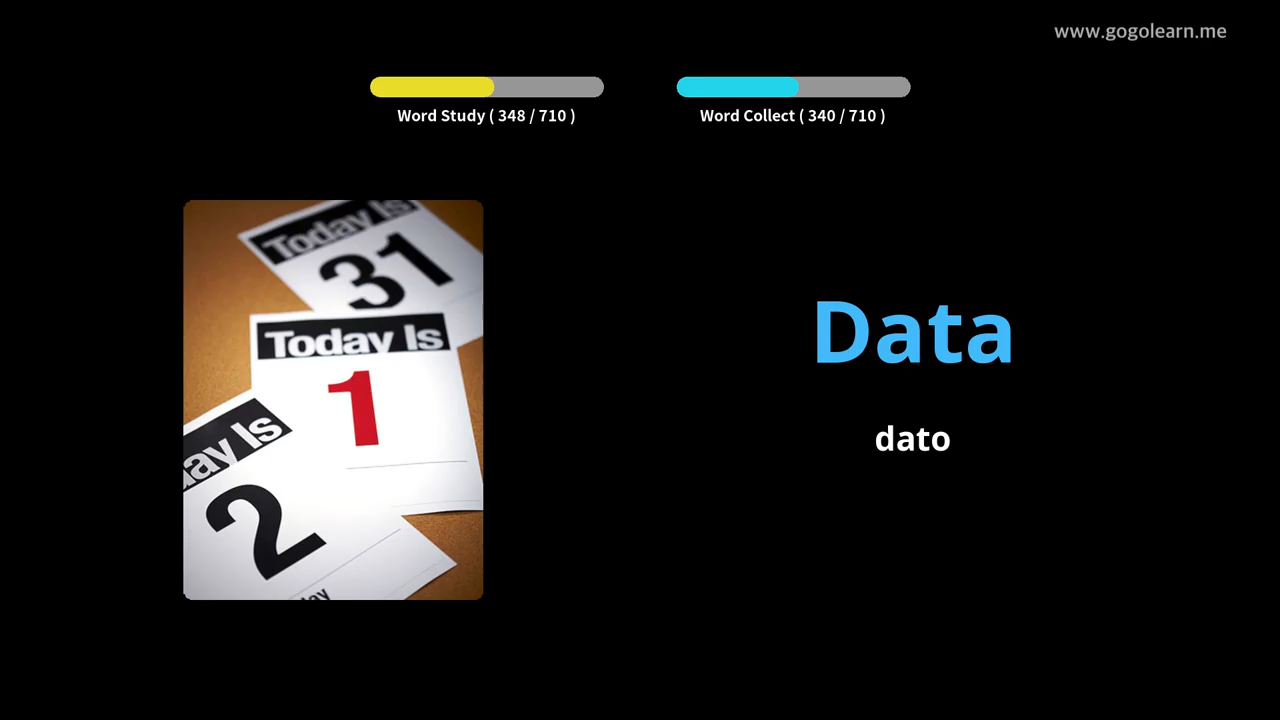 www.gogolearn.me
Word Study ( 348 / 710 )
Word Collect ( 340 / 710 )
Today Is
31
Today Is
1
ay Is
2
Data
dato